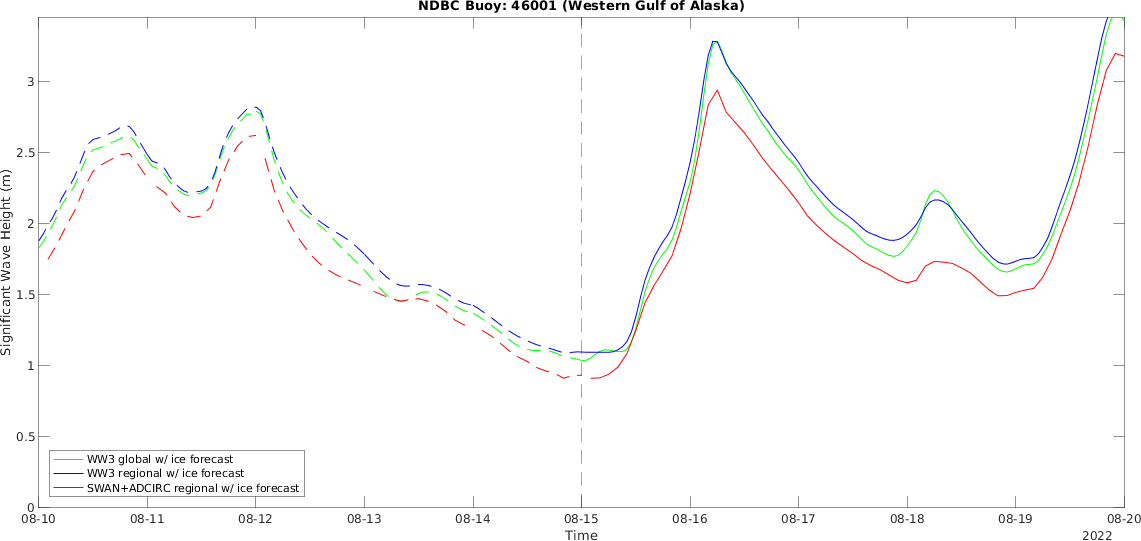 NDBC Buoy: 46001 (Western Gulf of Alaska)
Significant Wave Height (m)
3
2.5
2
1.5
1
0.5
0
WW3 global w/ ice forecast
WW3 regional w/ ice forecast
SWAN+ADCIRC regional w/ ice forecast
08-10 08-11 08-12 08-13 08-14 08-15 08-16 08-17 08-18 08-19 08-20
Time
2022